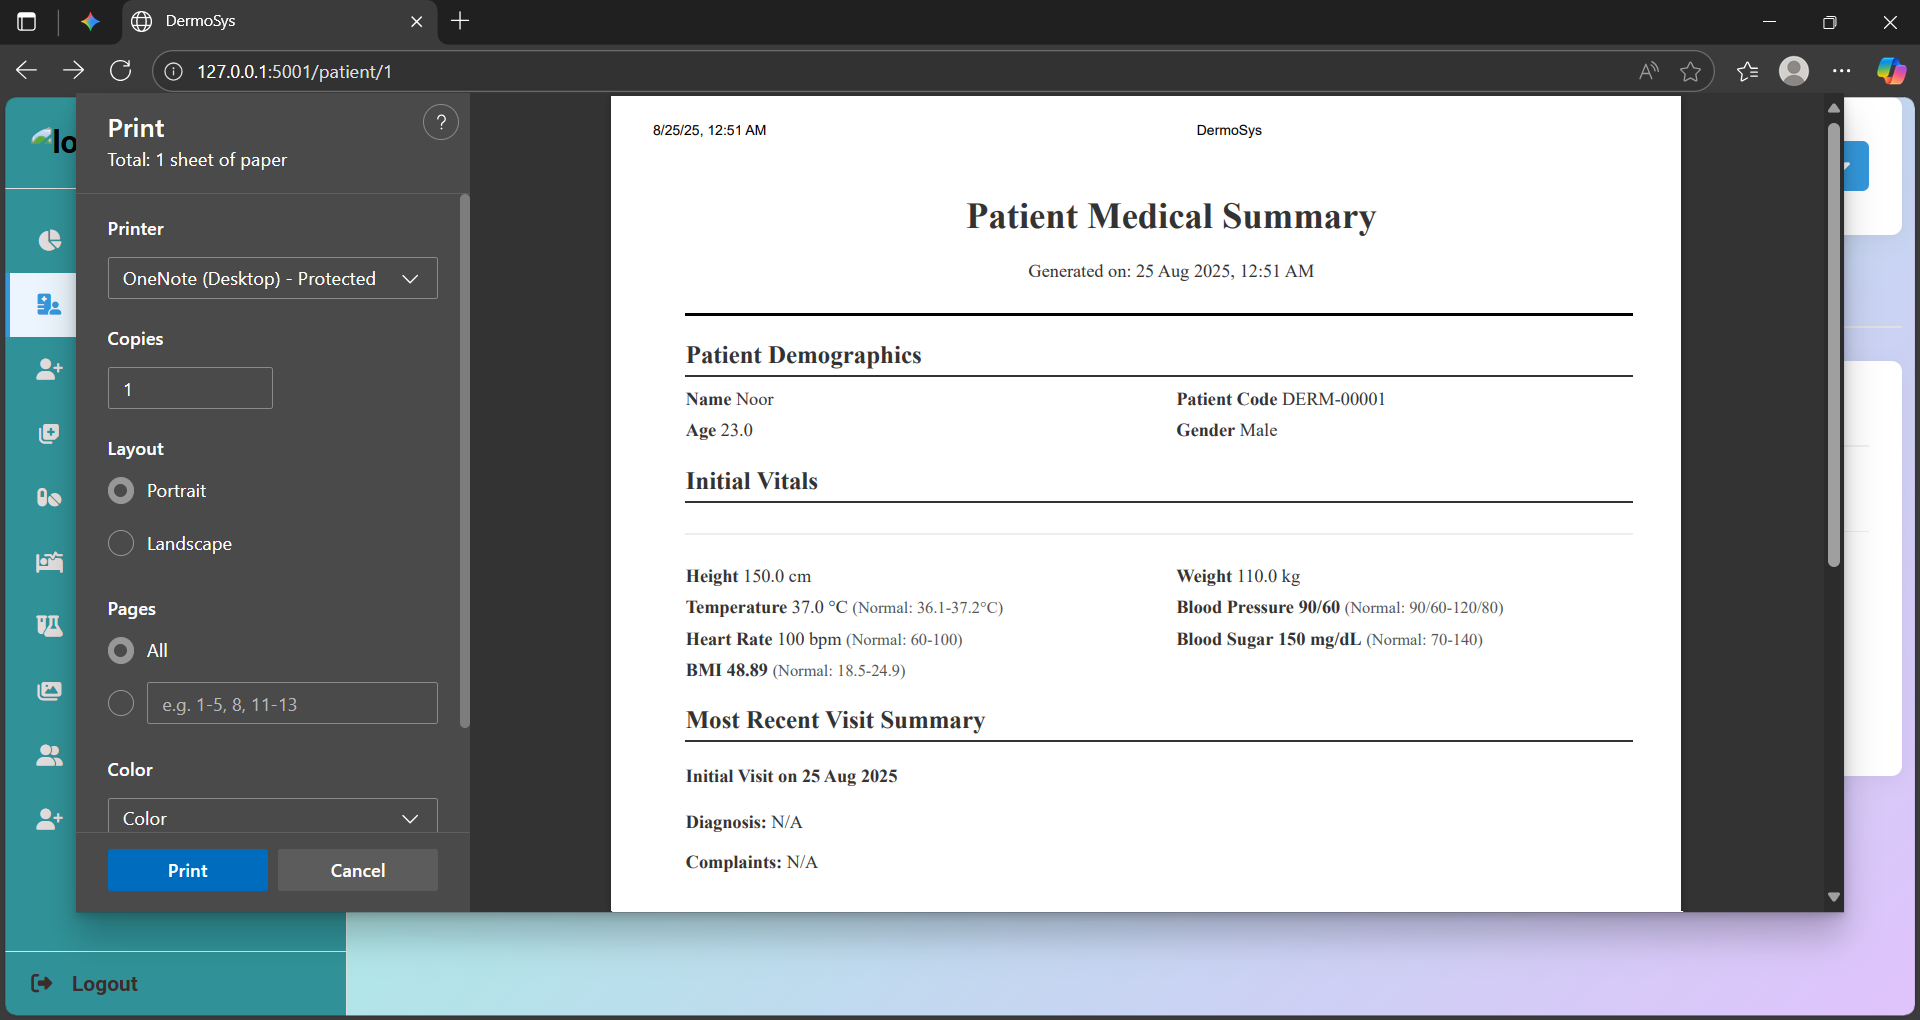 DermoSys
127.0.0.1:5001/patient/1
lo
Print
?
Total: 1 sheet of paper
Printer
OneNote (Desktop) - Protected
Copies
1
Layout
Portrait
Landscape
Pages
All
e.g. 1-5, 8, 11-13
Color
Color
Print Cancel
Logout
8/25/25, 12:51 AM DermoSys
Patient Medical Summary
Generated on: 25 Aug 2025, 12:51 AM
Patient Demographics
Name Noor Patient Code DERM-00001
Age 23.0 Gender Male
Initial Vitals
Height 150.0 cm Weight 110.0 kg
Temperature 37.0 °C (Normal: 36.1-37.2°C) Blood Pressure 90/60 (Normal: 90/60-120/80)
Heart Rate 100 bpm (Normal: 60-100) Blood Sugar 150 mg/dL (Normal: 70-140)
BMI 48.89 (Normal: 18.5-24.9)
Most Recent Visit Summary
Initial Visit on 25 Aug 2025
Diagnosis: N/A
Complaints: N/A